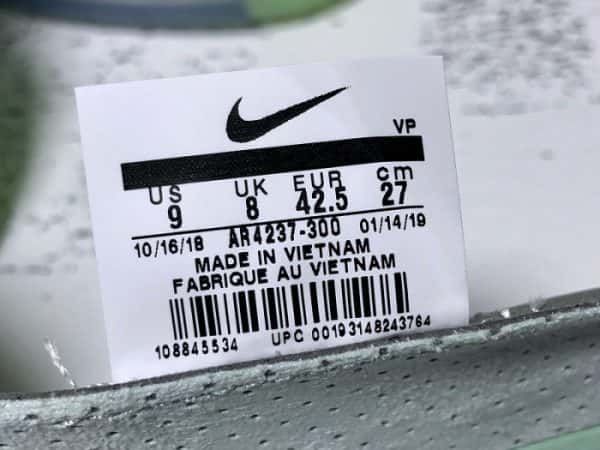 VP
US UK EUR cm
9 8 42.5 27
10/16/18 AR4237-300 01/14/19
MADE IN VIETNAM
FABRIQUE AU VIETNAM
108845534 UPC 00193148243764